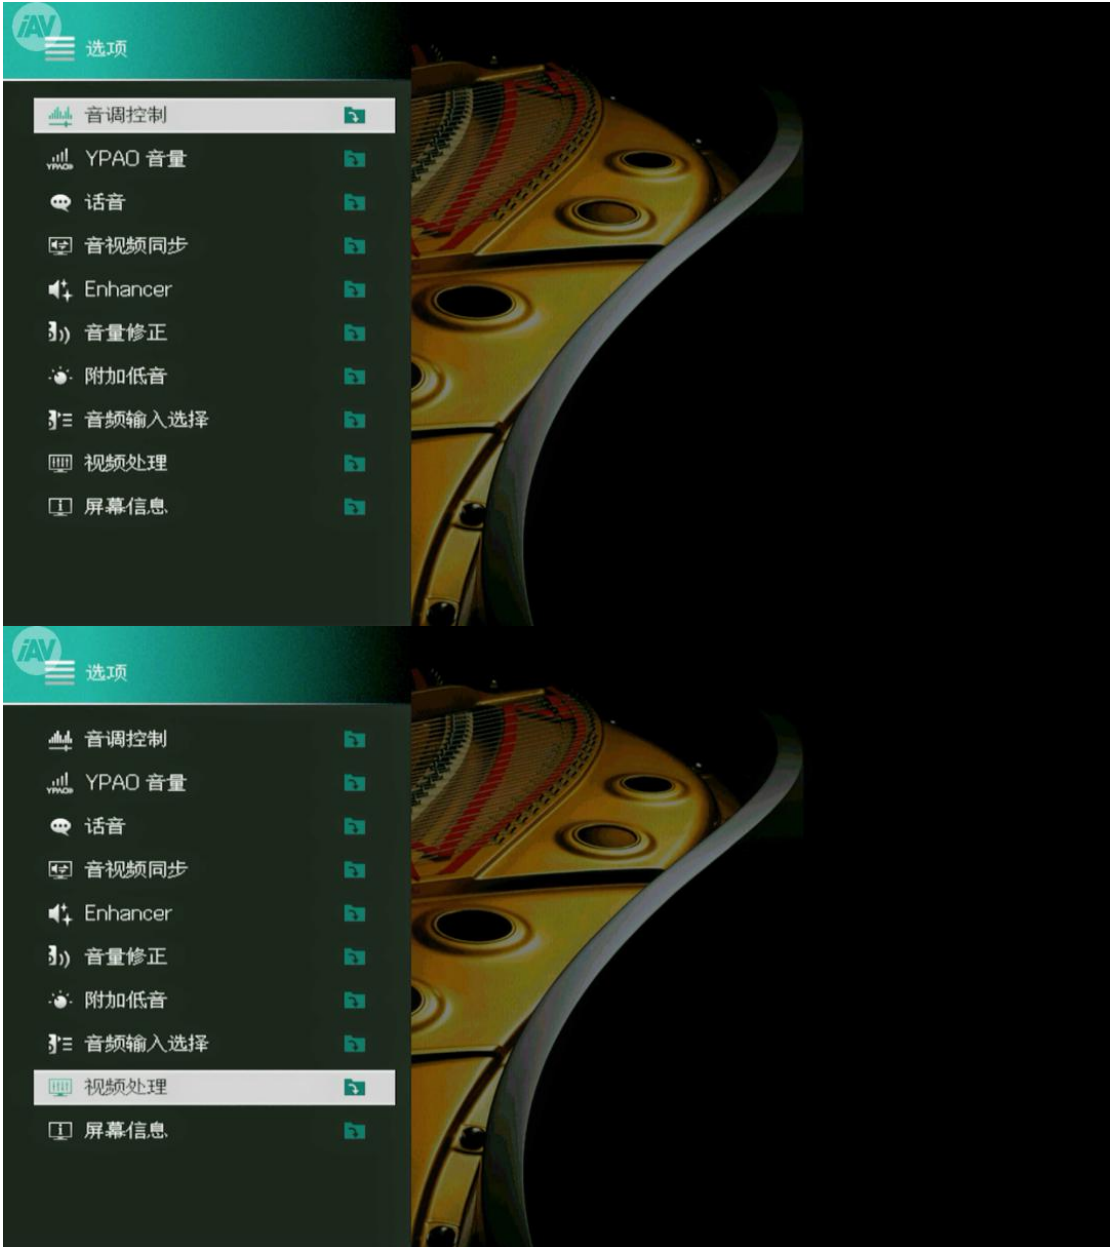 iAV
选项
音调控制
YPAO 音量
话音
音视频同步
Enhancer
音量修正
附加低音
音频输入选择
视频处理
屏幕信息
iAV
选项
音调控制
YPAO 音量
话音
音视频同步
Enhancer
音量修正
附加低音
音频输入选择
视频处理
屏幕信息